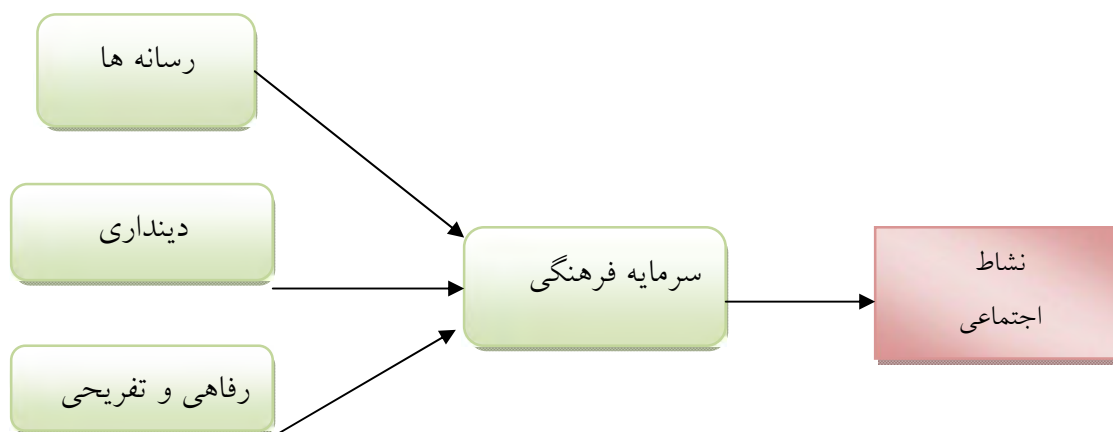 رسانه ها
دینداری
سرمایه فرهنگی
نشاط
اجتماعی
رفاهی و تفریحی